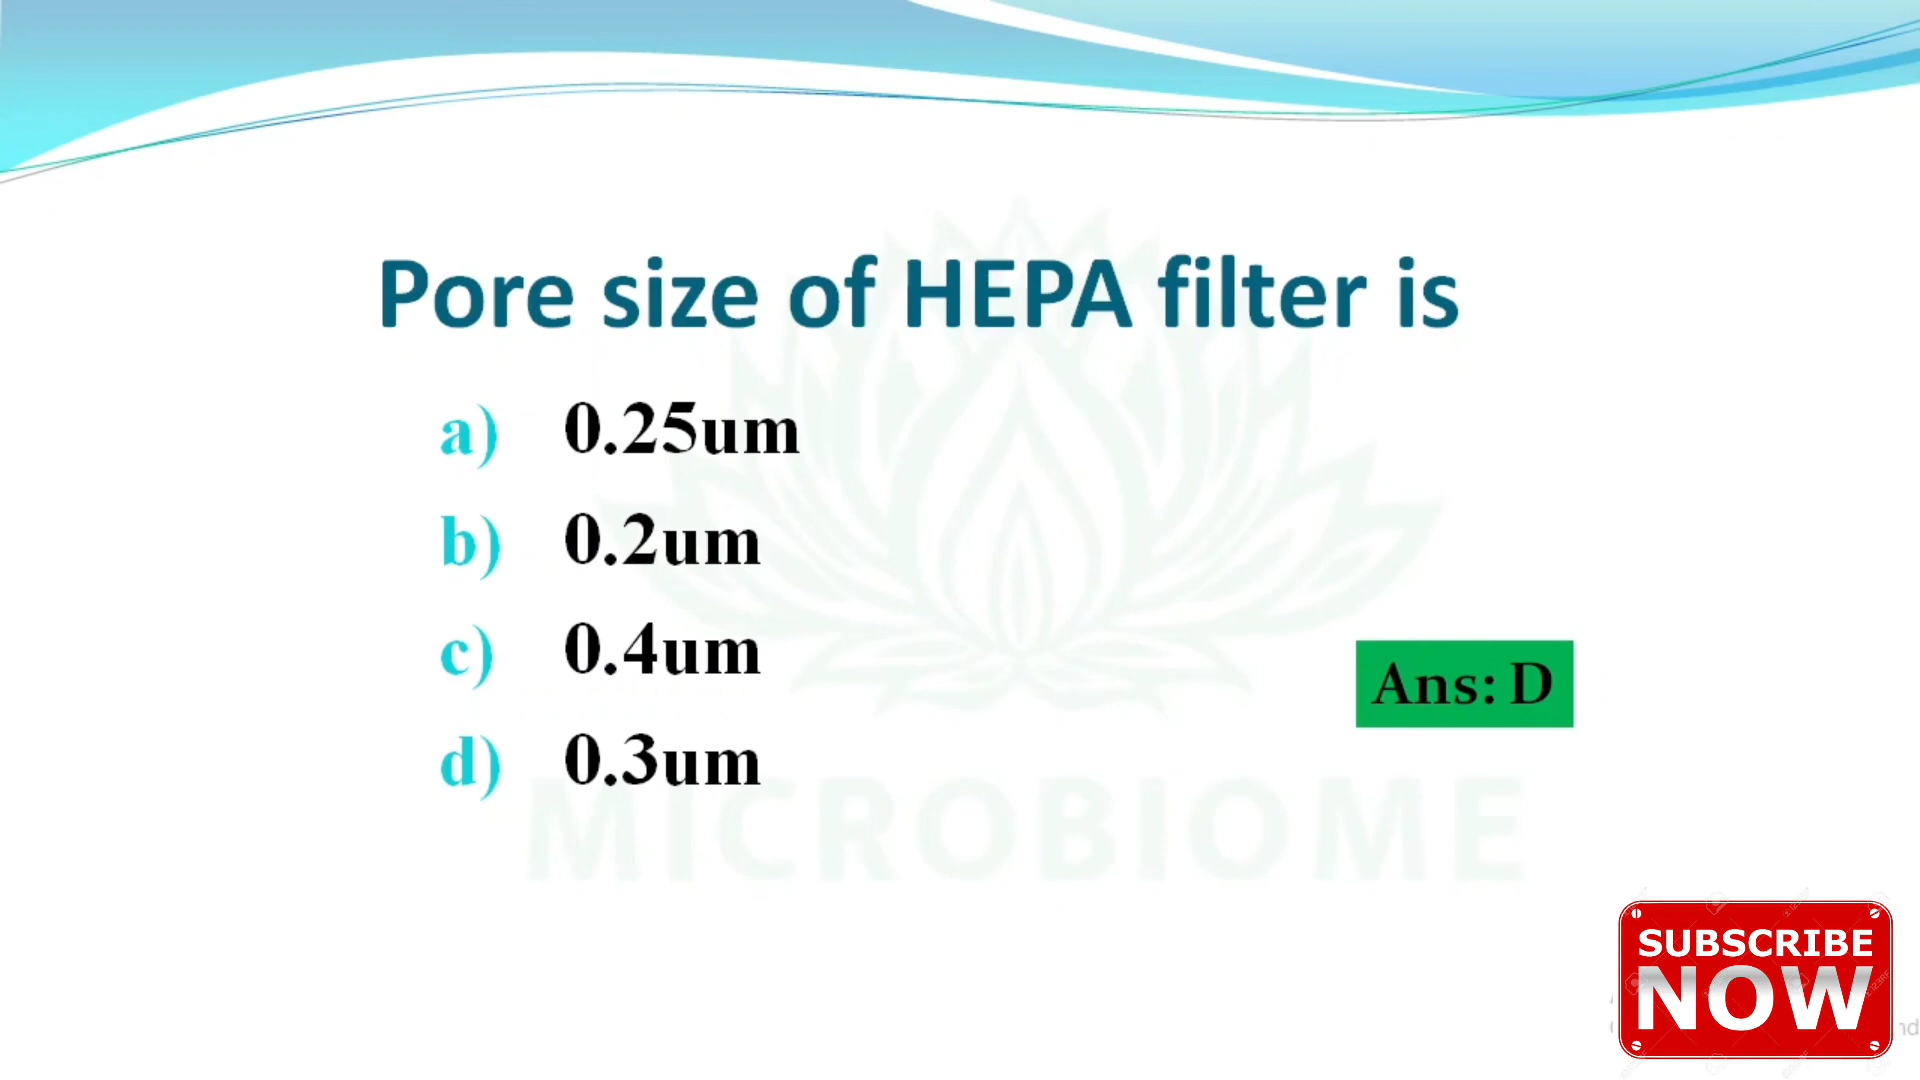 Pore size of HEPA filter is
a) 0.25um
b) 0.2um
c) 0.4um
Ans: D
d) 0.3um
MICROBIOME
SUBSCRIBE
NOW